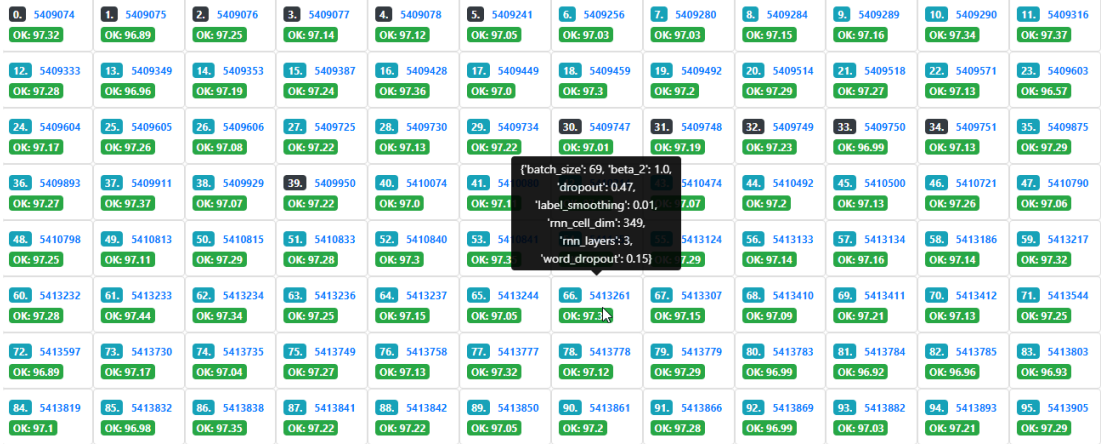 0. 5409074 1. 5409075 2. 5409076 3. 5409077 4. 5409078 5. 5409241 6. 5409256 7. 5409280 8. 5409284 9. 5409289 10. 5409290 11. 5409316
OK: 97.32 OK: 96.89 OK: 97.25 OK: 97.14 OK: 97.12 OK: 97.05 OK: 97.03 OK: 97.03 OK: 97.15 OK: 97.16 OK: 97.34 OK: 97.37
12. 5409333 13. 5409349 14. 5409353 15. 5409387 16. 5409428 17. 5409449 18. 5409459 19. 5409492 20. 5409514 21. 5409518 22. 5409571 23. 5409603
OK: 97.28 OK: 96.96 OK: 97.19 OK: 97.24 OK: 97.36 OK: 97.0 OK: 97.3 OK: 97.2 OK: 97.29 OK: 97.27 OK: 97.13 OK: 96.57
24. 5409604 25. 5409605 26. 5409606 27. 5409725 28. 5409730 29. 5409734 30. 5409747 31. 5409748 32. 5409749 33. 5409750 34. 5409751 35. 5409875
OK: 97.17 OK: 97.26 OK: 97.08 OK: 97.22 OK: 97.13 OK: 97.22 OK: 97.01 OK: 97.19 OK: 97.23 OK: 96.99 OK: 97.13 OK: 97.29
{'batch_size': 69, 'beta_2': 1.0,
'dropout': 0.47,
'label_smoothing': 0.01,
'rnn_cell_dim': 349,
'rnn_layers': 3,
'word_dropout': 0.15}
36. 5409893 37. 5409911 38. 5409929 39. 5409950 40. 5410074 41. 5410474 44. 5410492 45. 5410500 46. 5410721 47. 5410790
OK: 97.27 OK: 97.37 OK: 97.07 OK: 97.22 OK: 97.0 OK: 97.07 OK: 97.2 OK: 97.13 OK: 97.26 OK: 97.06
48. 5410798 49. 5410813 50. 5410815 51. 5410833 52. 5410840 53. 5413124 56. 5413133 57. 5413134 58. 5413186 59. 5413217
OK: 97.25 OK: 97.11 OK: 97.29 OK: 97.28 OK: 97.3 OK: 97.29 OK: 97.14 OK: 97.16 OK: 97.14 OK: 97.32
60. 5413232 61. 5413233 62. 5413234 63. 5413236 64. 5413237 65. 5413244 66. 5413261 67. 5413307 68. 5413410 69. 5413411 70. 5413412 71. 5413544
OK: 97.28 OK: 97.44 OK: 97.34 OK: 97.25 OK: 97.15 OK: 97.05 OK: OK: 97.15 OK: 97.09 OK: 97.21 OK: 97.13 OK: 97.25
72. 5413597 73. 5413730 74. 5413735 75. 5413749 76. 5413758 77. 5413777 78. 5413778 79. 5413779 80. 5413783 81. 5413784 82. 5413785 83. 5413803
OK: 96.89 OK: 97.17 OK: 97.04 OK: 97.27 OK: 97.13 OK: 97.32 OK: 97.12 OK: 97.29 OK: 96.99 OK: 96.92 OK: 96.96 OK: 96.93
84. 5413819 85. 5413832 86. 5413838 87. 5413841 88. 5413842 89. 5413850 90. 5413861 91. 5413866 92. 5413869 93. 5413882 94. 5413893 95. 5413905
OK: 97.1 OK: 96.98 OK: 97.35 OK: 97.22 OK: 97.22 OK: 97.05 OK: 97.2 OK: 97.28 OK: 96.99 OK: 97.03 OK: 97.21 OK: 97.29